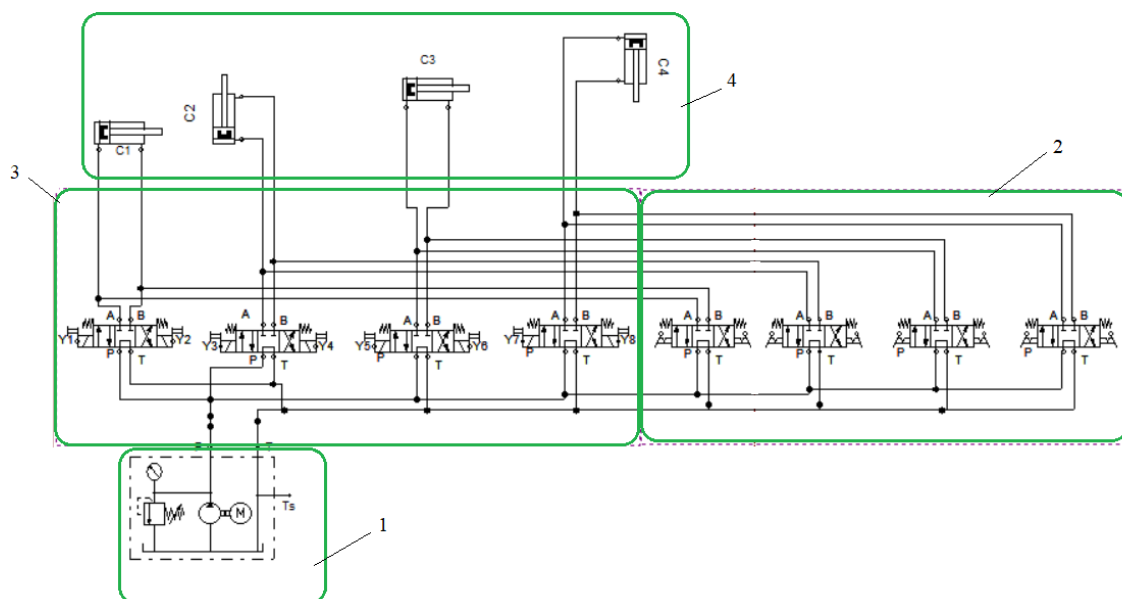 C3
C4
4
C2
2
C1
3
A B
A B
A B
A B
A B
A B
A B
A B
Y1 Y2
Y3 Y4
Y5 Y6
Y7 Y8
P T
P T
P T
P T
P T
P T
P T
P T
T
Ts
M
1